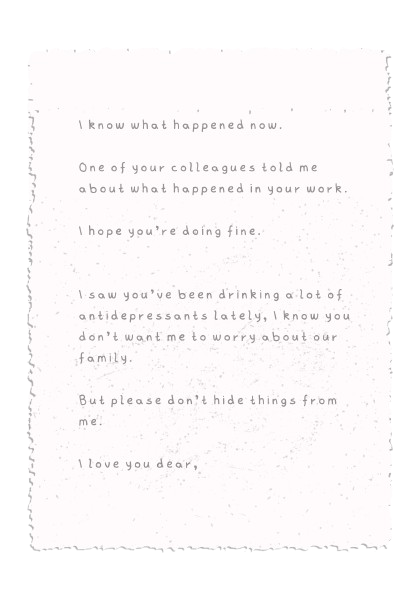 I know what happened now.
One of your colleagues told me
about what happened in your work.
I hope you're doing fine.
I saw you've been drinking a lot of
antidepressants lately, I know you
don't want me to worry about our
family.
But please don't hide things from
me.
I love you dear,